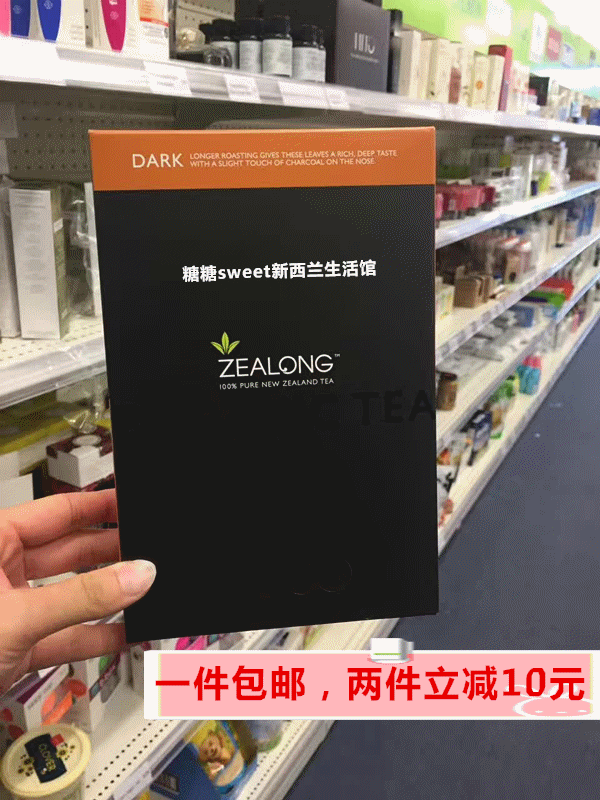 DARK
LONGER ROASTING GIVES THESE LEAVES A RICH, DEEP TASTE
WITH A SLIGHT TOUCH OF CHARCOAL ON THE NOSE.
糖糖sweet新西兰生活馆
ZEALONG™
100% PURE NEW ZEALAND TEA
TEA
一件包邮，两件立减10元